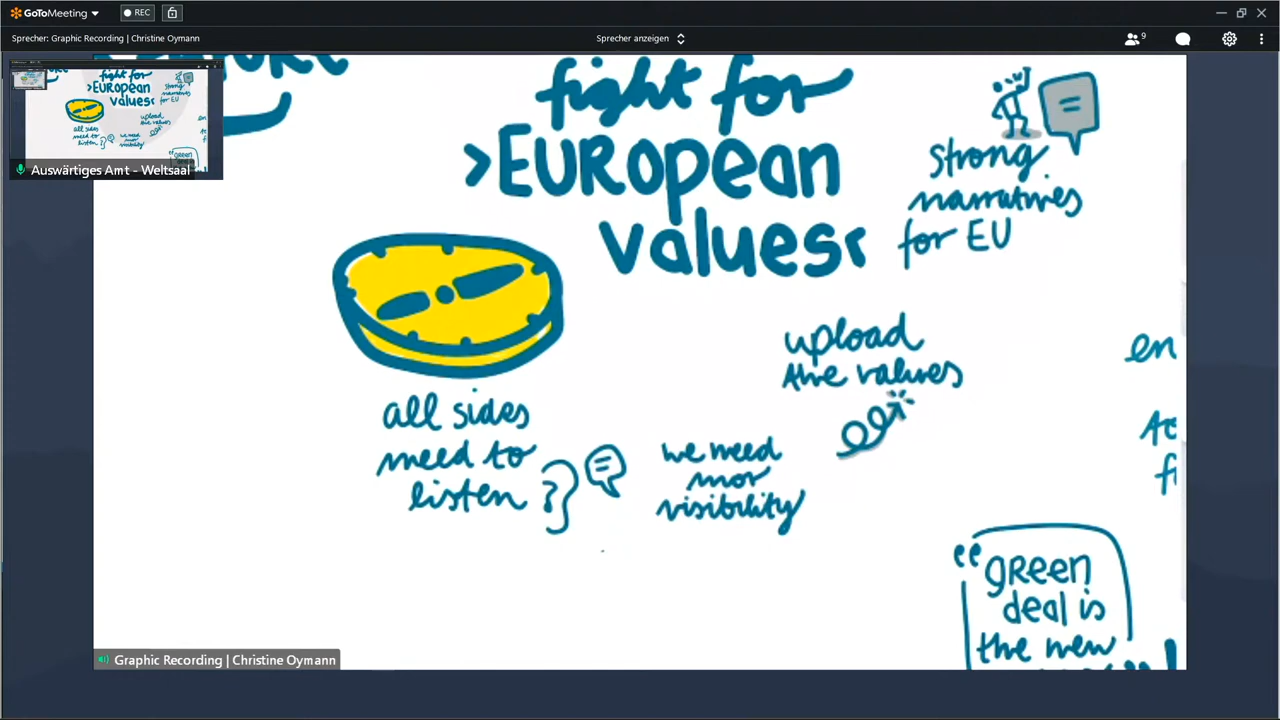 GoToMeeting
REC
Sprecher: Graphic Recording | Christine Oymann
Sprecher anzeigen
9
Auswärtiges Amt - Weltsaal
fight for
>EUROpean
values<
strong
narratives
for EU
upload
the values
all sides
need to
listen
we need
mor
visibility
en
"green
deal is
the new
Graphic Recording | Christine Oymann